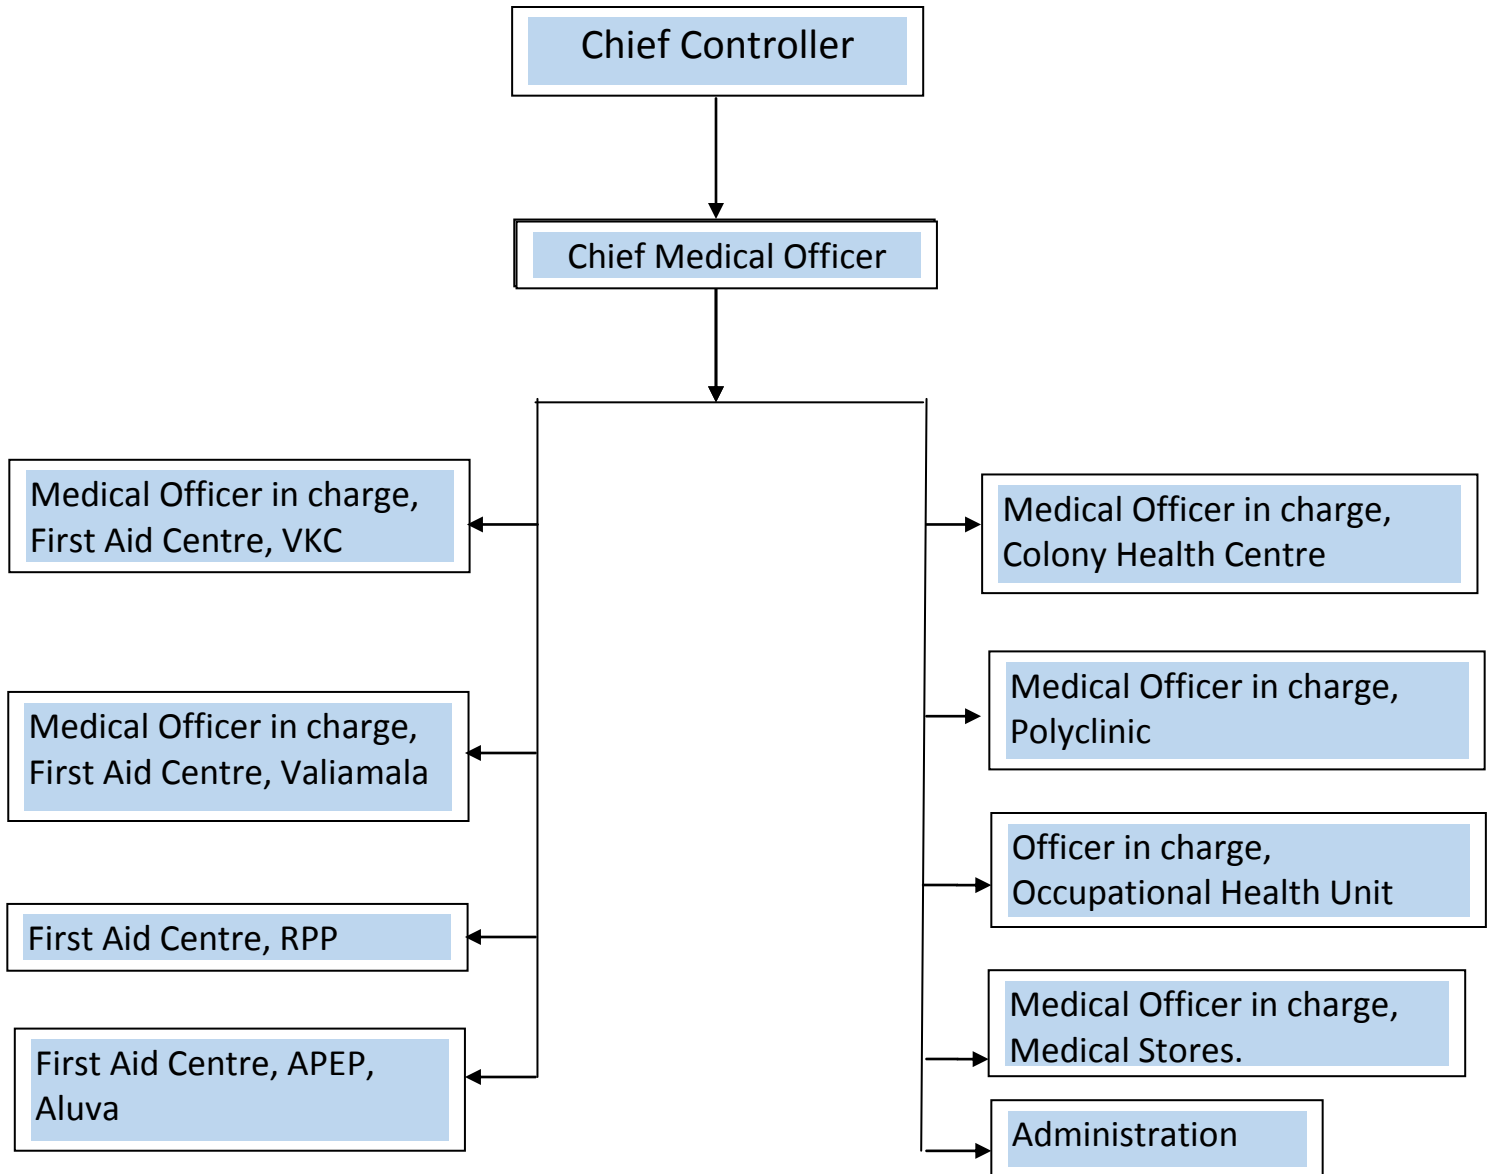 Chief Controller
Chief Medical Officer
Medical Officer in charge,
First Aid Centre, VKC
Medical Officer in charge,
First Aid Centre, Valiamala
First Aid Centre, RPP
First Aid Centre, APEP,
Aluva
Medical Officer in charge,
Colony Health Centre
Medical Officer in charge,
Polyclinic
Officer in charge,
Occupational Health Unit
Medical Officer in charge,
Medical Stores.
Administration